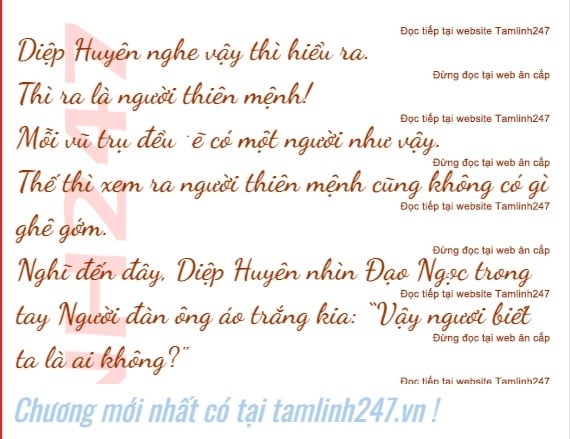 Đọc tiếp tại website Tamlinh247
Diệp Huyên nghe vậy thì hiểu ra.
Đừng đọc tại web ăn cắp
Thì ra là người thiên mệnh!
Đọc tiếp tại website Tamlinh247
Mỗi vũ trụ đều ẽ có một người như vậy.
Đừng đọc tại web ăn cắp
Thế thì xem ra người thiên mệnh cũng không có gì
Đọc tiếp tại website Tamlinh247
ghê gớm.
Đừng đọc tại web ăn cắp
Nghĩ đến đây, Diệp Huyên nhìn Đạo Ngọc trong
Đọc tiếp tại website Tamlinh247
tay Người đàn ông áo trắng kia: “Vậy ngươi biết
Đừng đọc tại web ăn cắp
ta là ai không?”
Đọc tiếp tại website Tamlinh247
NH247
Chương mới nhất có tại tamlinh247.vn !